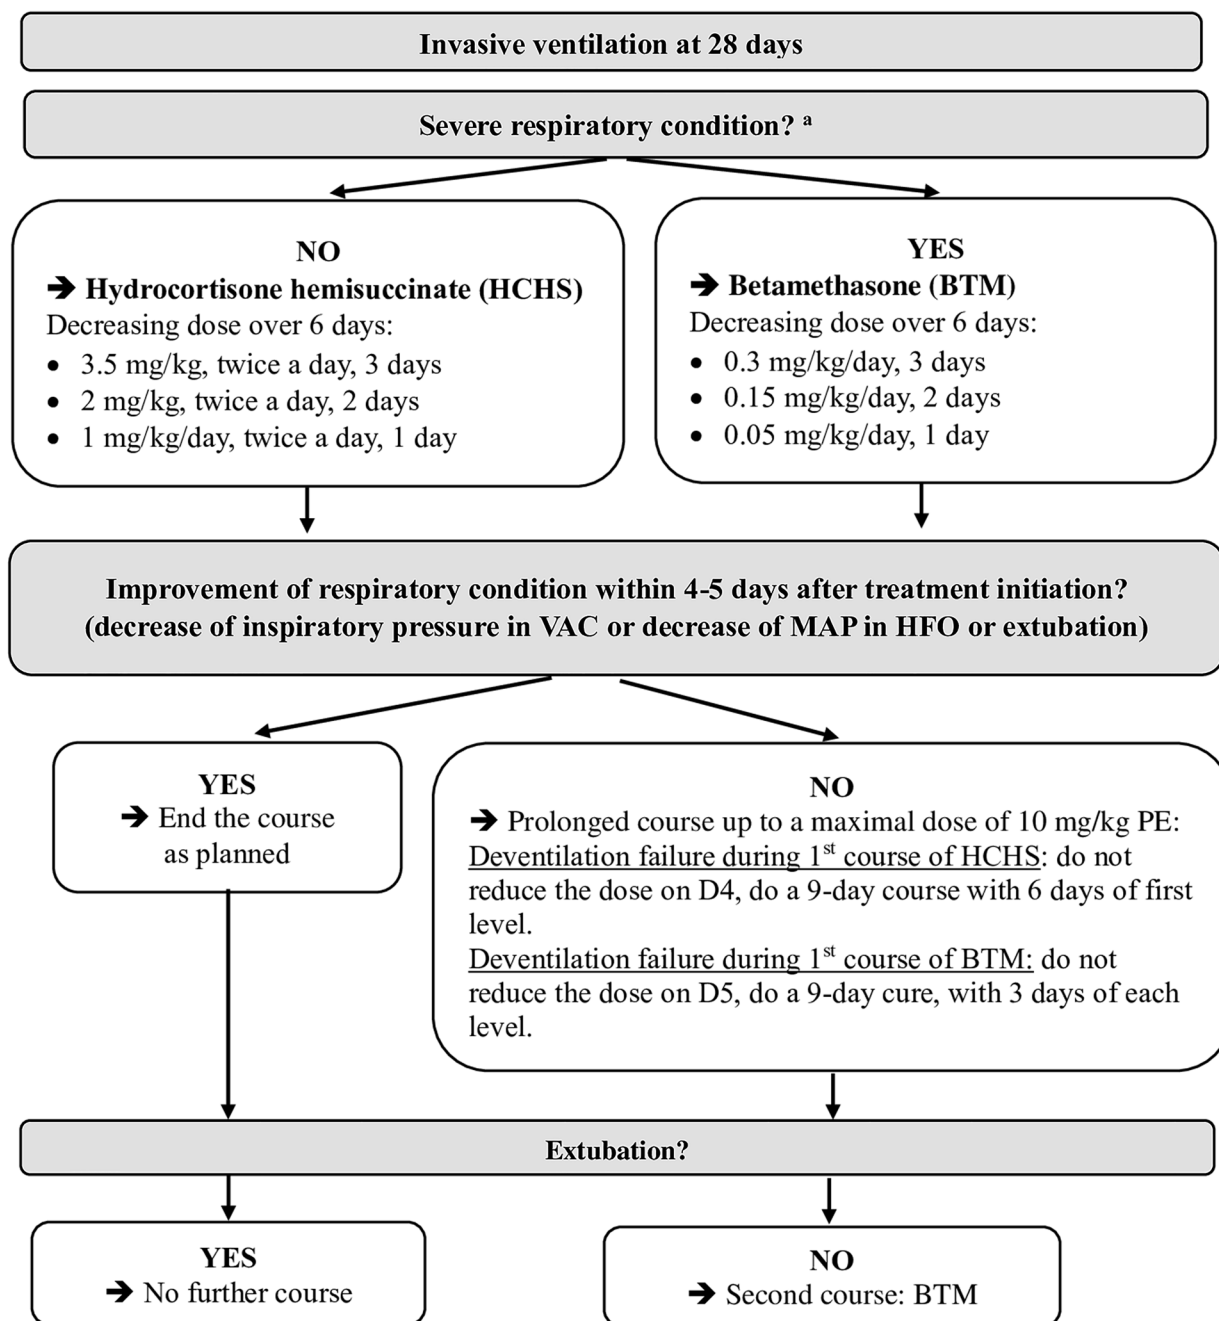 Invasive ventilation at 28 days
Severe respiratory condition? a
NO
➔ Hydrocortisone hemisuccinate (HCHS)
Decreasing dose over 6 days:
• 3.5 mg/kg, twice a day, 3 days
• 2 mg/kg, twice a day, 2 days
• 1 mg/kg/day, twice a day, 1 day
YES
➔ Betamethasone (BTM)
Decreasing dose over 6 days:
• 0.3 mg/kg/day, 3 days
• 0.15 mg/kg/day, 2 days
• 0.05 mg/kg/day, 1 day
Improvement of respiratory condition within 4-5 days after treatment initiation?
(decrease of inspiratory pressure in VAC or decrease of MAP in HFO or extubation)
YES
➔ End the course
as planned
NO
➔ Prolonged course up to a maximal dose of 10 mg/kg PE:
Deventilation failure during 1st course of HCHS: do not
reduce the dose on D4, do a 9-day course with 6 days of first
level.
Deventilation failure during 1st course of BTM: do not
reduce the dose on D5, do a 9-day cure, with 3 days of each
level.
Extubation?
YES
➔ No further course
NO
➔ Second course: BTM